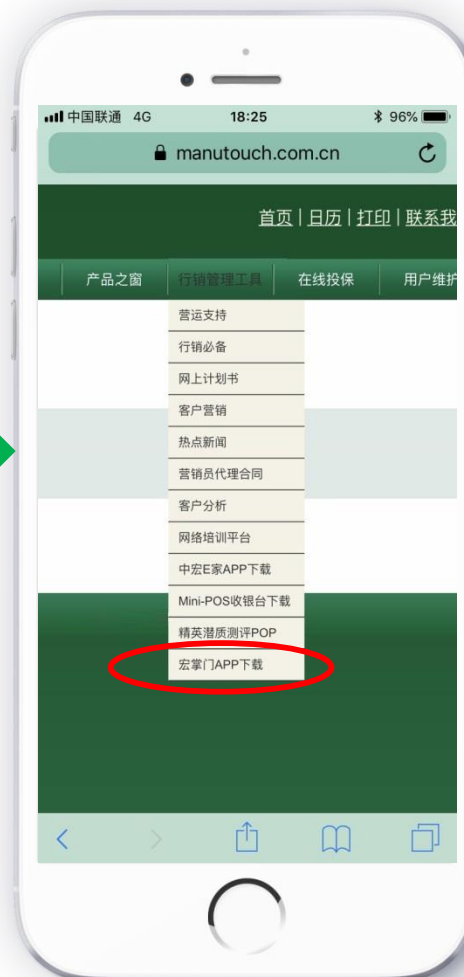 中国联通 4G 18:25 96%
manutouch.com.cn
首页 | 日历 | 打印 | 联系我
产品之窗 行销管理工具 在线投保 用户维护
营运支持
行销必备
网上计划书
客户营销
热点新闻
营销员代理合同
客户分析
网络培训平台
中宏E家APP下载
Mini-POS收银台下载
精英潜质测评POP
宏掌门APP下载